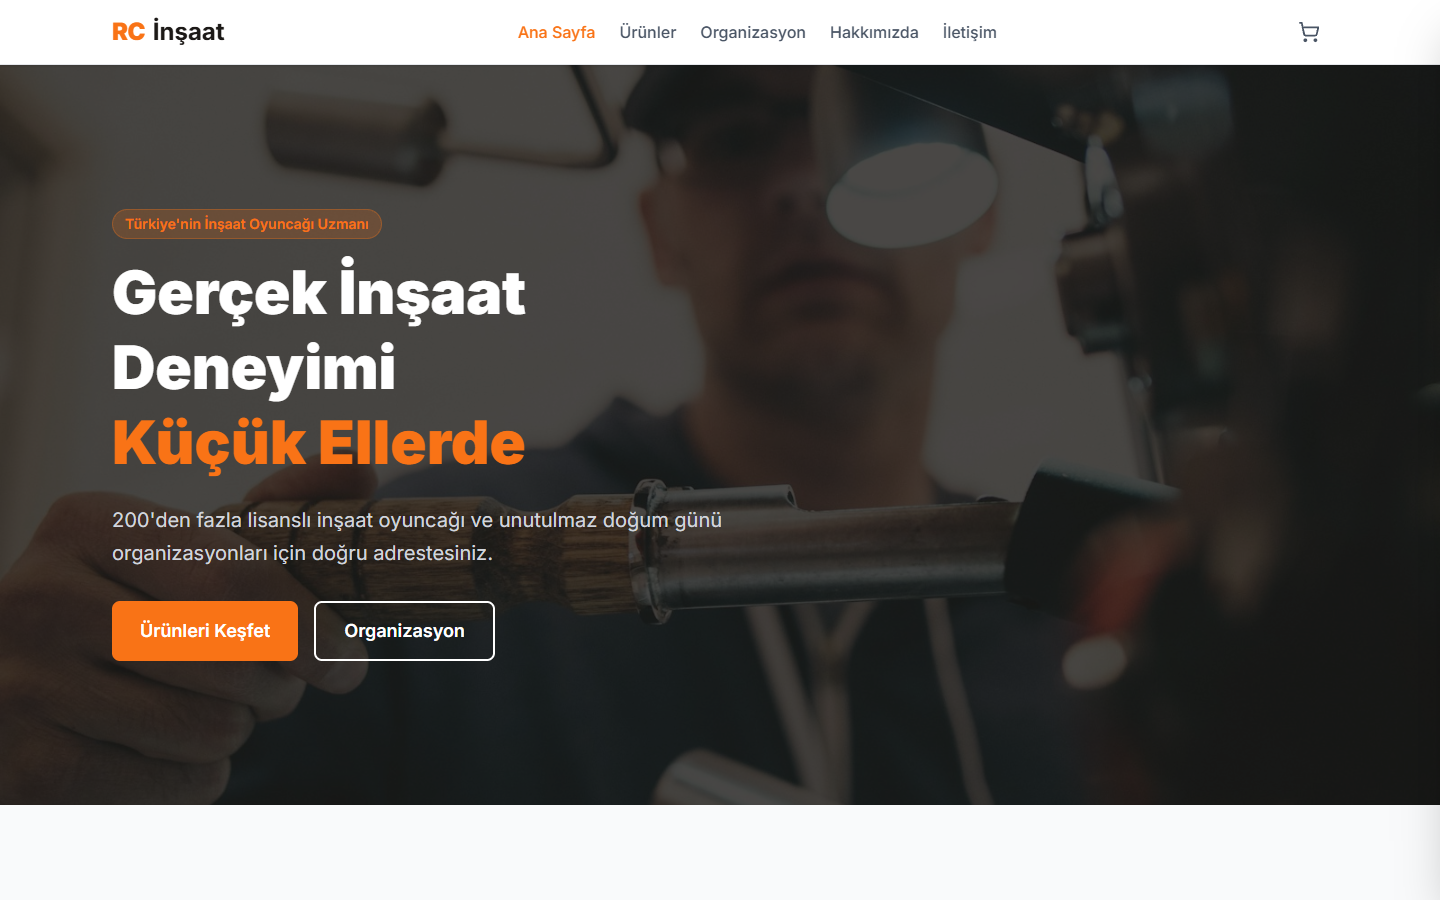 RC İnşaat
Ana Sayfa
Ürünler
Organizasyon
Hakkımızda
İletişim
Türkiye'nin İnşaat Oyuncağı Uzmanı
Gerçek İnşaat
Deneyimi
Küçük Ellerde
200'den fazla lisanslı inşaat oyuncağı ve unutulmaz doğum günü
organizasyonları için doğru adrestesiniz.
Ürünleri Keşfet
Organizasyon